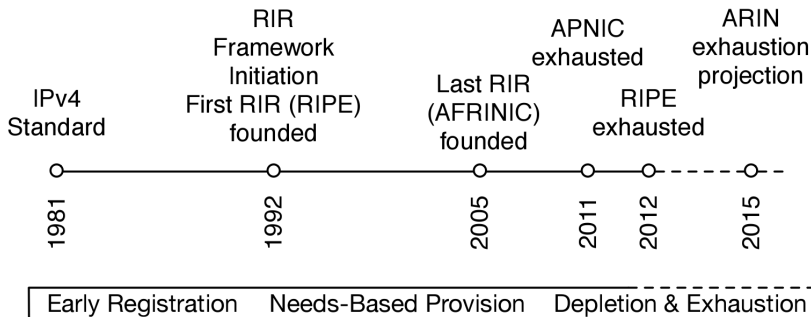 IPv4
Standard
RIR
Framework
Initiation
First RIR (RIPE)
founded
Last RIR
(AFRINIC)
founded
APNIC
exhausted
RIPE
exhausted
ARIN
exhaustion
projection
1981
1992
2005
2011
2012
2015
Early Registration
Needs-Based Provision
Depletion & Exhaustion